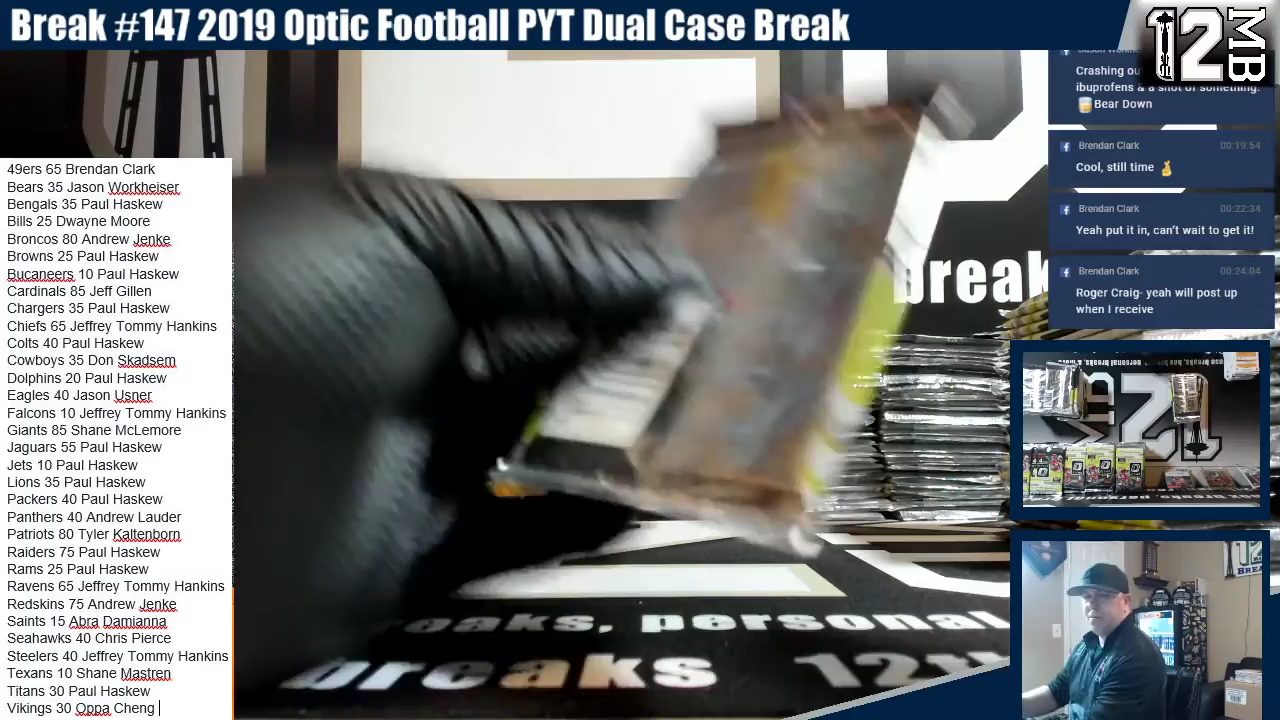 Break #147 2019 Optic Football PYT Dual Case Break
12
MB
49ers 65 Brendan Clark
Bears 35 Jason Workheiser
Bengals 35 Paul Haskew
Bills 25 Dwayne Moore
Broncos 80 Andrew Jenke
Browns 25 Paul Haskew
Bucaneers 10 Paul Haskew
Cardinals 85 Jeff Gillen
Chargers 35 Paul Haskew
Chiefs 65 Jeffrey Tommy Hankins
Colts 40 Paul Haskew
Cowboys 35 Don Skadsem
Dolphins 20 Paul Haskew
Eagles 40 Jason Usner
Falcons 10 Jeffrey Tommy Hankins
Giants 85 Shane McLemore
Jaguars 55 Paul Haskew
Jets 10 Paul Haskew
Lions 35 Paul Haskew
Packers 40 Paul Haskew
Panthers 40 Andrew Lauder
Patriots 80 Tyler Kaltenborn
Raiders 75 Paul Haskew
Rams 25 Paul Haskew
Ravens 65 Jeffrey Tommy Hankins
Redskins 75 Andrew Jenke
Saints 15 Abra Damianna
Seahawks 40 Chris Pierce
Steelers 40 Jeffrey Tommy Hankins
Texans 10 Shane Mastren
Titans 30 Paul Haskew
Vikings 30 Oppa Cheng
Crashing ou
ibuprofens & a shot of something.
Bear Down
Brendan Clark 00:19:54
Cool, still time
Brendan Clark 00:22:34
Yeah put it in, can't wait to get it!
Brendan Clark 00:24:04
Roger Craig- yeah will post up
when I receive
break
reaks, personal
breaks 12th